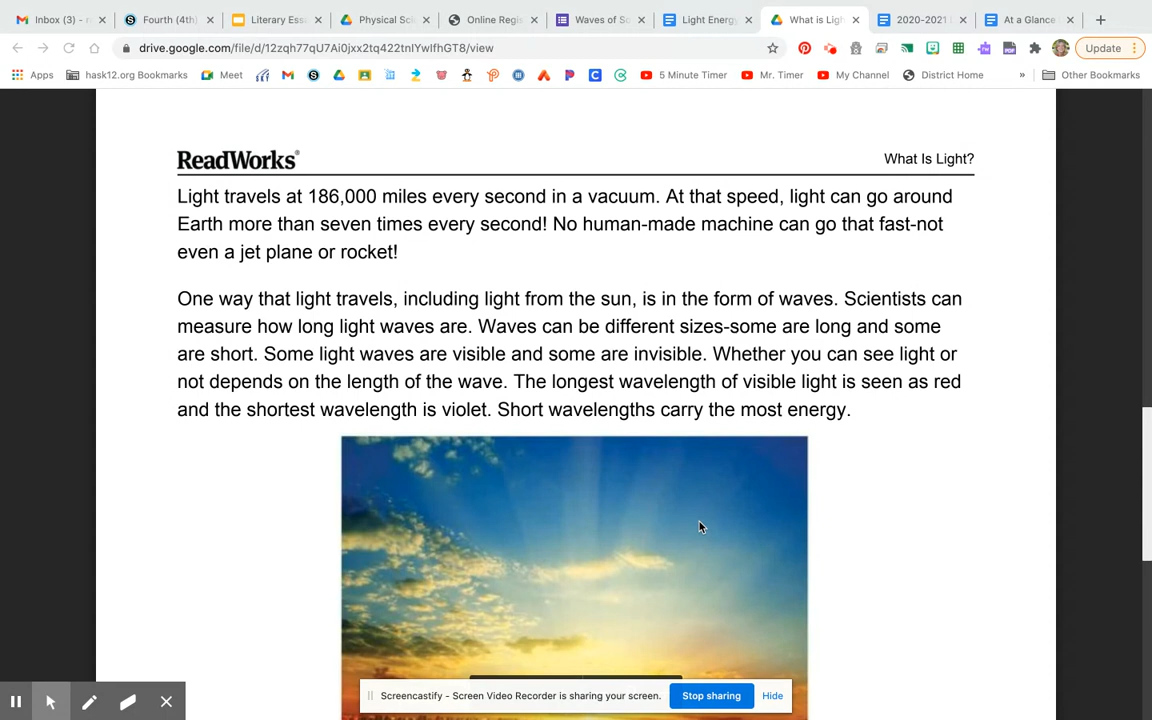 Inbox (3) - r Fourth (4th) Literary Ess Physical Sci Online Regi Waves of So Light Energy What is Ligh 2020-2021 At a Glance
drive.google.com/file/d/12zqh77qU7Ai0jxx2tq422tnIYwIfhGT8/view Update
Apps hask12.org Bookmarks Meet 5 Minute Timer Mr. Timer My Channel District Home » Other Bookmarks
ReadWorks® What Is Light?
Light travels at 186,000 miles every second in a vacuum. At that speed, light can go around
Earth more than seven times every second! No human-made machine can go that fast-not
even a jet plane or rocket!
One way that light travels, including light from the sun, is in the form of waves. Scientists can
measure how long light waves are. Waves can be different sizes-some are long and some
are short. Some light waves are visible and some are invisible. Whether you can see light or
not depends on the length of the wave. The longest wavelength of visible light is seen as red
and the shortest wavelength is violet. Short wavelengths carry the most energy.
Screencastify - Screen Video Recorder is sharing your screen. Stop sharing Hide